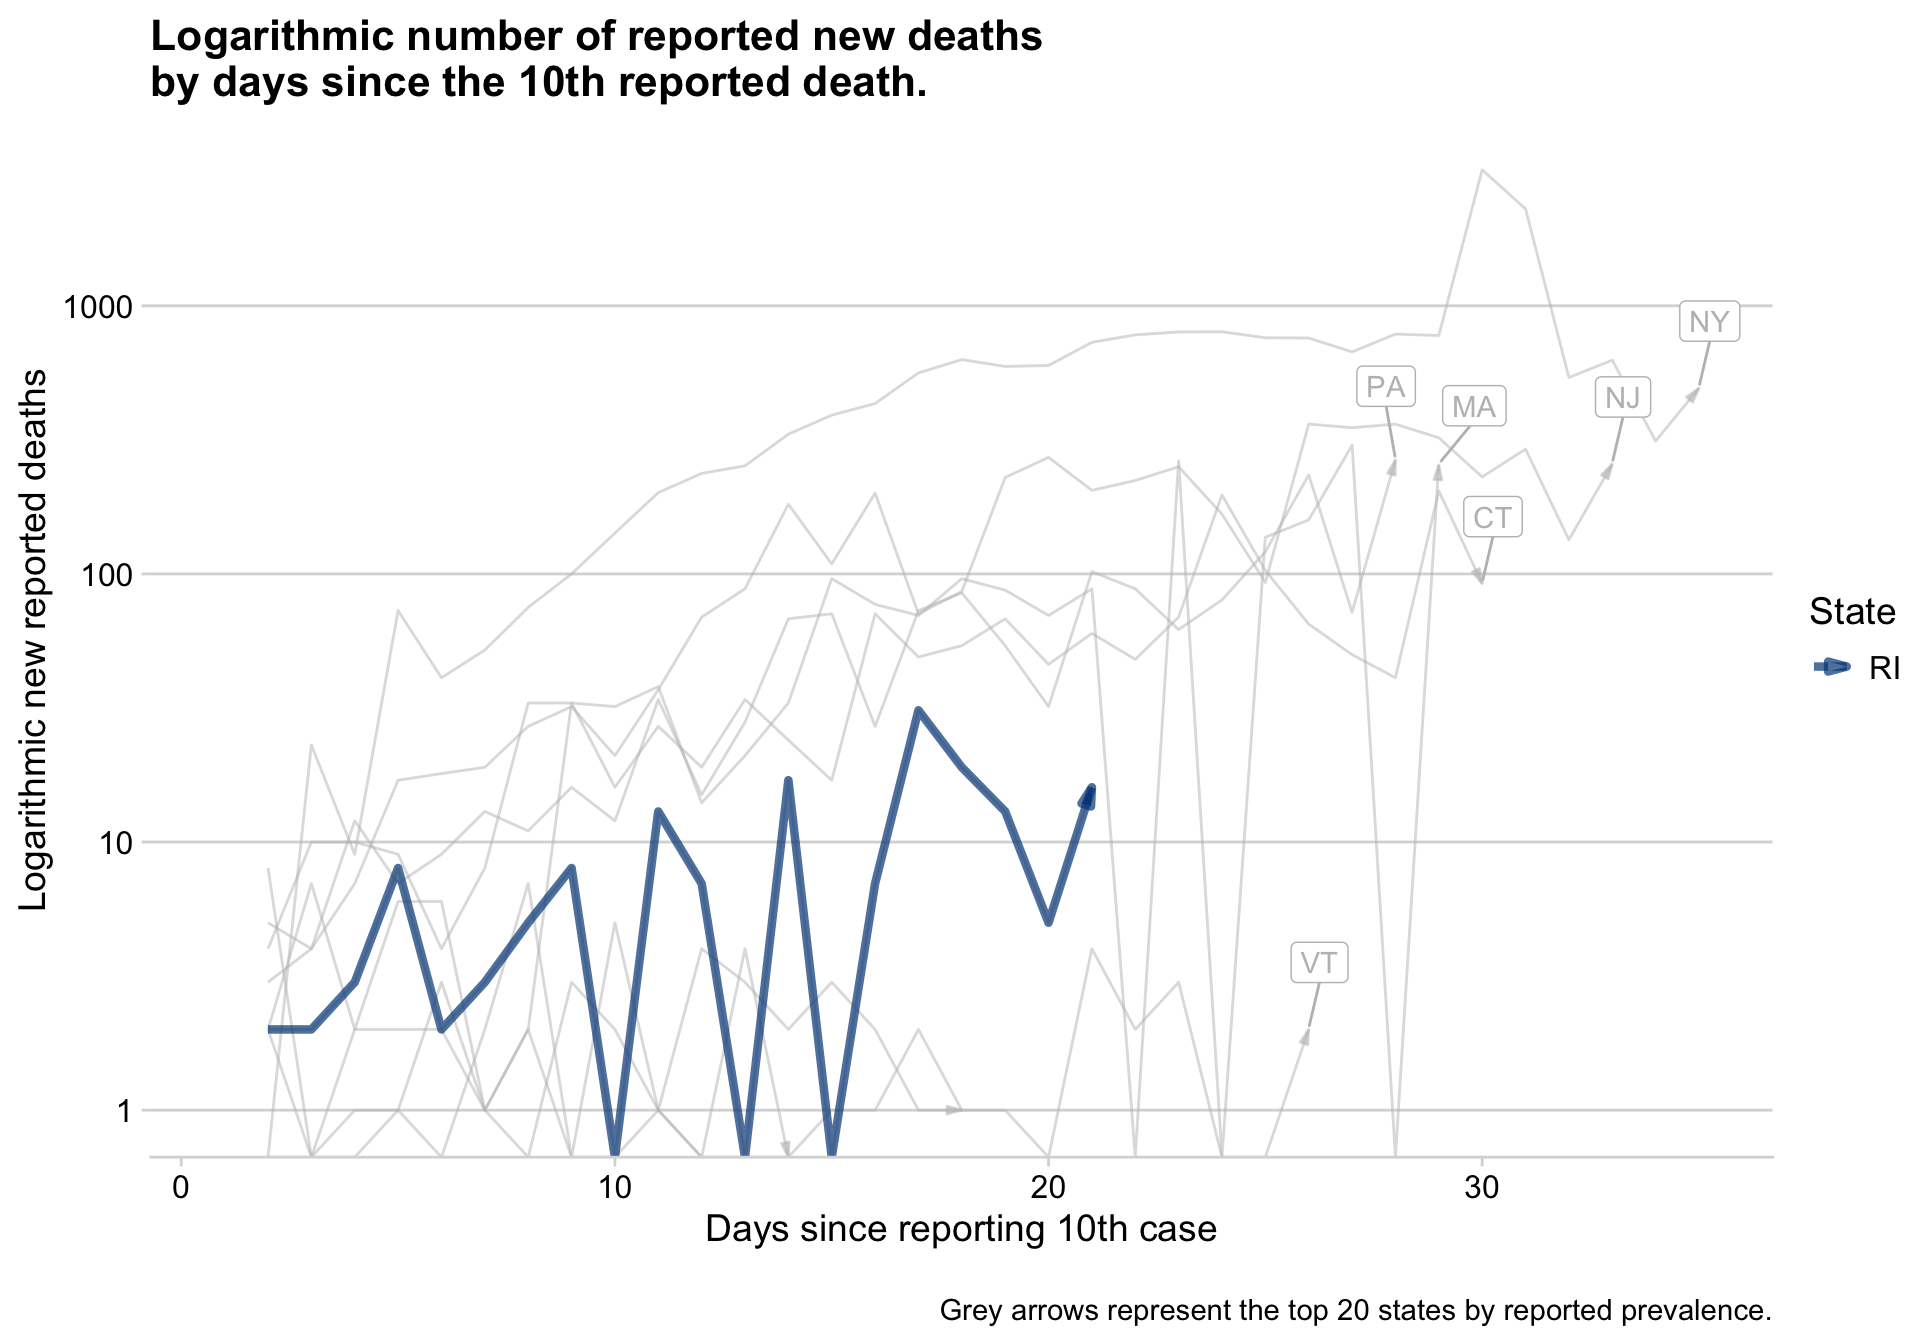 Logarithmic number of reported new deaths
by days since the 10th reported death.
Logarithmic new reported deaths
1000
100
10
1
NY
PA
MA
NJ
CT
VT
State
RI
0
10
20
30
Days since reporting 10th case
Grey arrows represent the top 20 states by reported prevalence.